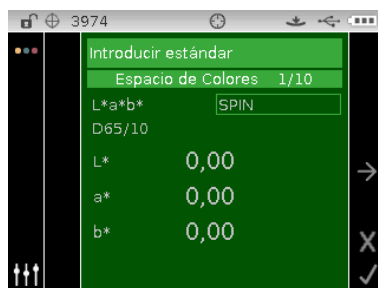 3974
Introducir estándar
Espacio de Colores 1/10
L*a*b* SPIN
D65/10
L* 0,00
a* 0,00
b* 0,00